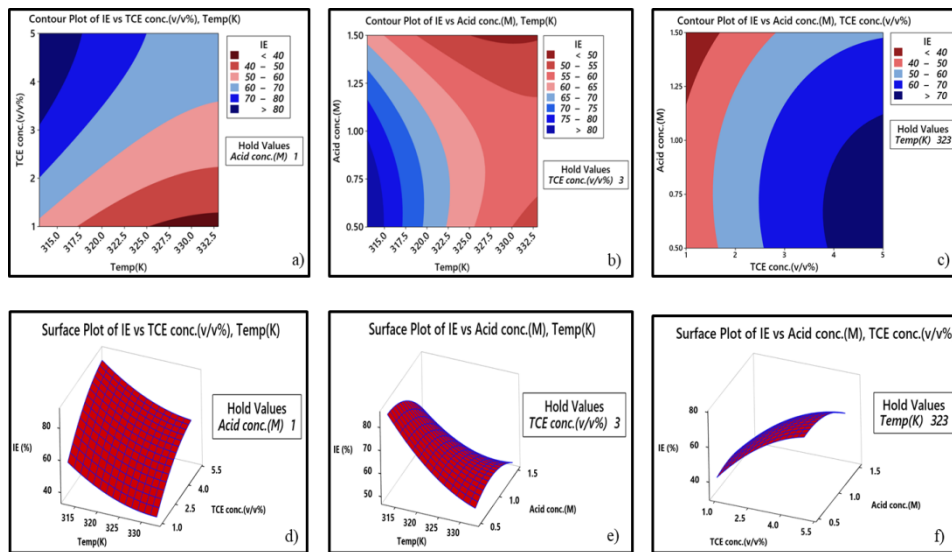 Contour Plot of IE vs TCE conc.(v/v%), Temp(K)
TCE conc.(v/v%)
5
4
3
2
1
315.0
317.5
320.0
322.5
325.0
327.5
330.0
332.5
Temp(K)
IE
< 40
40 – 50
50 – 60
60 – 70
70 – 80
> 80
Hold Values
Acid conc.(M) 1
a)
Contour Plot of IE vs Acid conc.(M), Temp(K)
Acid conc.(M)
1.50
1.25
1.00
0.75
0.50
315.0
317.5
320.0
322.5
325.0
327.5
330.0
332.5
Temp(K)
IE
< 50
50 – 55
55 – 60
60 – 65
65 – 70
70 – 75
75 – 80
> 80
Hold Values
TCE conc.(v/v%) 3
b)
Contour Plot of IE vs Acid conc.(M), TCE conc.(v/v%)
Acid conc.(M)
1.50
1.25
1.00
0.75
0.50
1
2
3
4
5
TCE conc.(v/v%)
IE
< 40
40 – 50
50 – 60
60 – 70
> 70
Hold Values
Temp(K) 323
c)
Surface Plot of IE vs TCE conc.(v/v%), Temp(K)
Hold Values
Acid conc.(M) 1
IE (%)
80
60
40
315
320
325
330
Temp(K)
1.0
2.5
4.0
5.5
TCE conc.(v/v%)
d)
Surface Plot of IE vs Acid conc.(M), Temp(K)
Hold Values
TCE conc.(v/v%) 3
IE (%)
80
70
60
50
315
320
325
330
Temp(K)
0.5
1.0
1.5
Acid conc.(M)
e)
Surface Plot of IE vs Acid conc.(M), TCE conc.(v/v%
Hold Values
Temp(K) 323
IE (%)
80
70
60
40
1.0
2.5
4.0
5.5
TCE conc.(v/v%)
0.5
1.0
1.5
Acid conc.(M)
f)